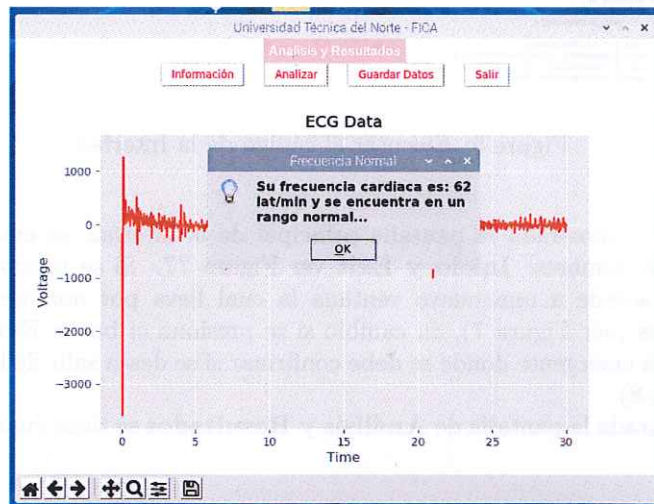 Universidad Técnica del Norte - FICA
Analisis y Resultados
Información Analizar Guardar Datos Salir
ECG Data
Frecuencia Normal
Su frecuencia cardiaca es: 62
lat/min y se encuentra en un
rango normal...
OK
Voltage
1000
0
−1000
−2000
−3000
0 5 10 15 20 25 30
Time